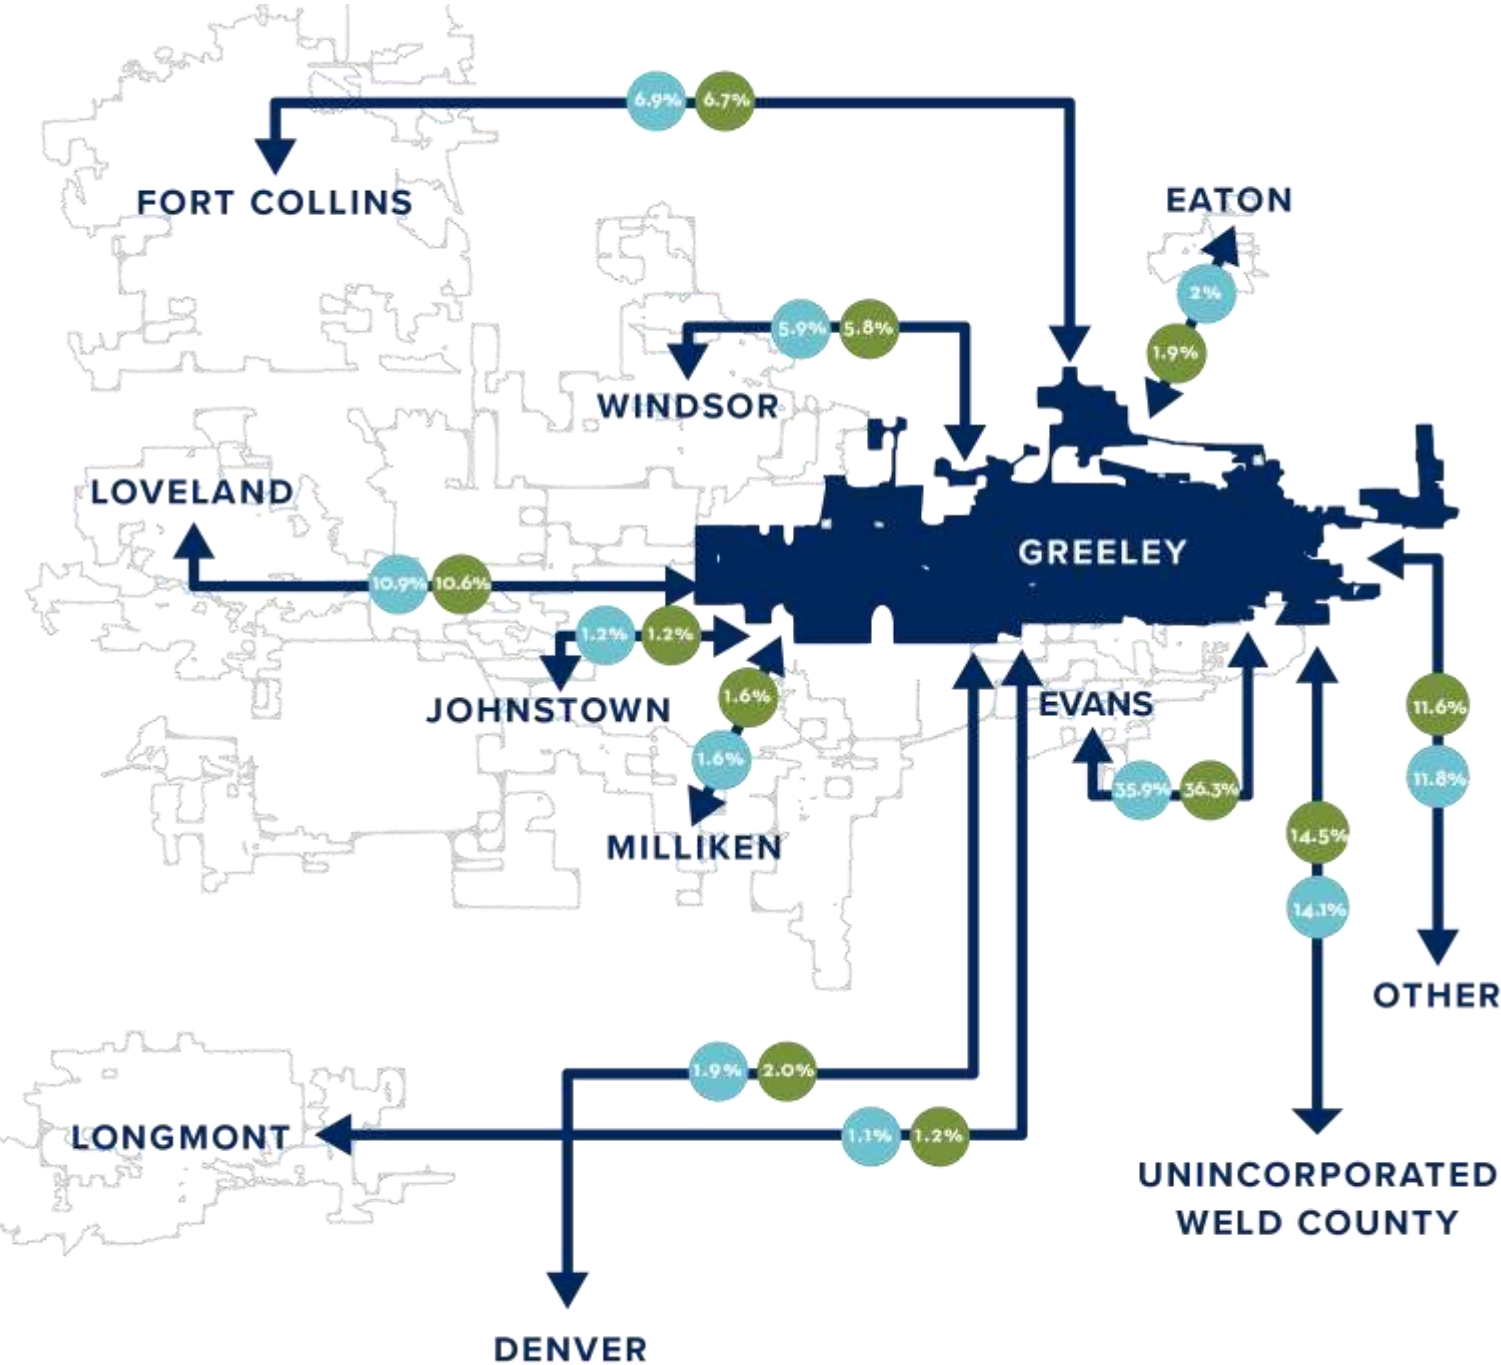 6.9% 6.7%
FORT COLLINS
EATON
2%
1.9%
5.9% 5.8%
WINDSOR
LOVELAND
GREELEY
10.9% 10.6%
1.2% 1.2%
JOHNSTOWN
1.6%
1.6%
MILLIKEN
EVANS
35.9% 36.3%
11.6%
11.8%
14.5%
14.1%
OTHER
1.9% 2.0%
LONGMONT
1.1% 1.2%
UNINCORPORATED
WELD COUNTY
DENVER